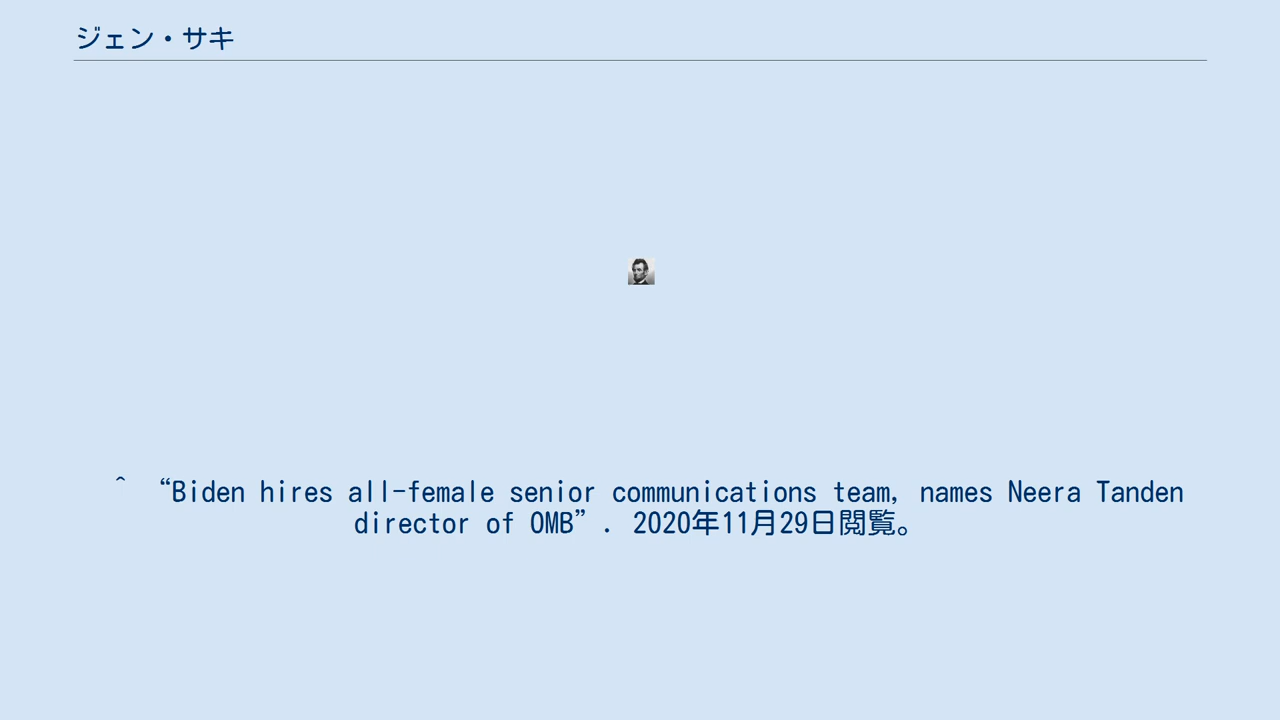 ジェン・サキ
^ “Biden hires all-female senior communications team, names Neera Tanden
director of OMB”. 2020年11月29日閲覧。